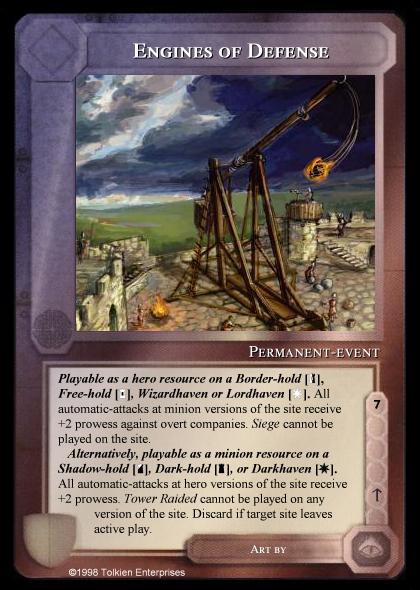 Engines of Defense
Permanent-event
Playable as a hero resource on a Border-hold [],
Free-hold [], Wizardhaven or Lordhaven []. All
automatic-attacks at minion versions of the site receive
+2 prowess against overt companies. Siege cannot be
played on the site.
Alternatively, playable as a minion resource on a
Shadow-hold [], Dark-hold [], or Darkhaven [].
All automatic-attacks at hero versions of the site receive
+2 prowess. Tower Raided cannot be played on any
version of the site. Discard if target site leaves
active play.
7
Art by
©1998 Tolkien Enterprises